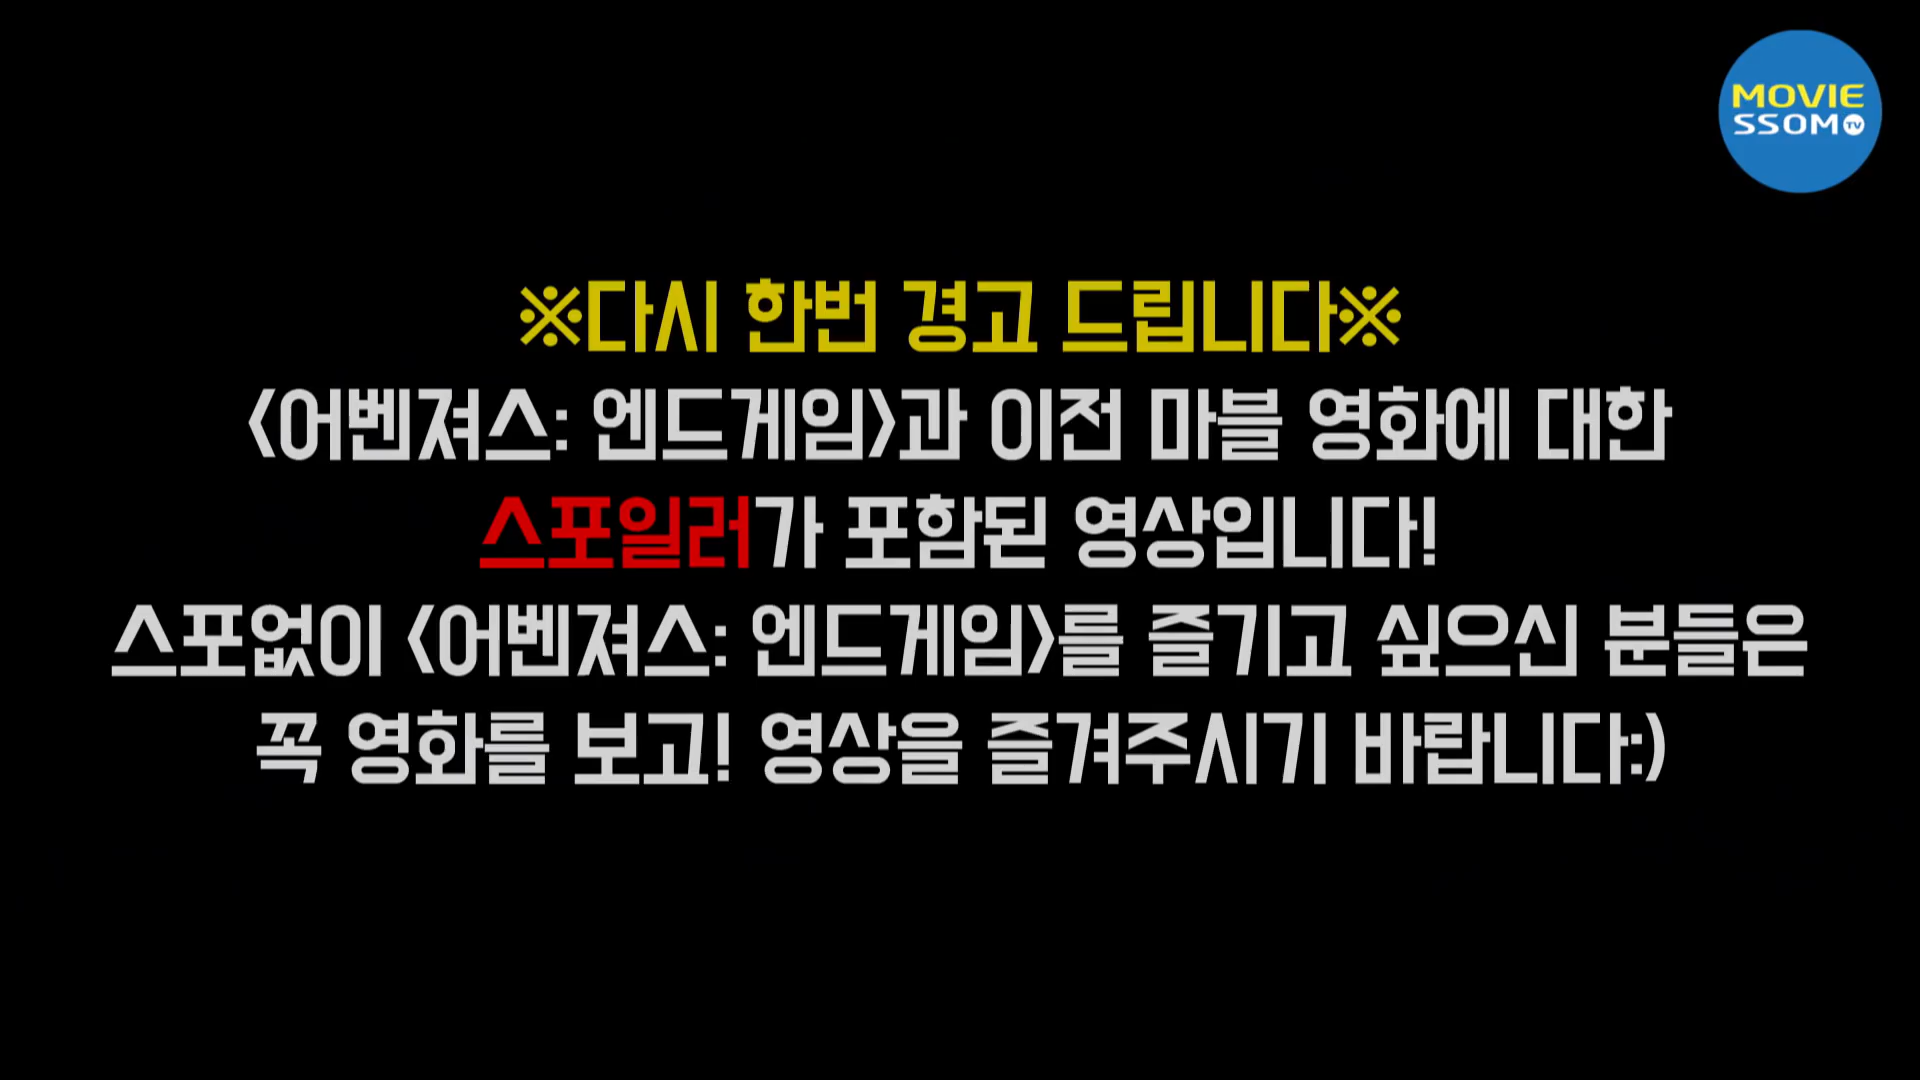 MOVIE
SSOM TV
※다시 한번 경고 드립니다※
<어벤져스: 엔드게임>과 이전 마블 영화에 대한
스포일러가 포함된 영상입니다!
스포없이 <어벤져스: 엔드게임>를 즐기고 싶으신 분들은
꼭 영화를 보고! 영상을 즐겨주시기 바랍니다:)